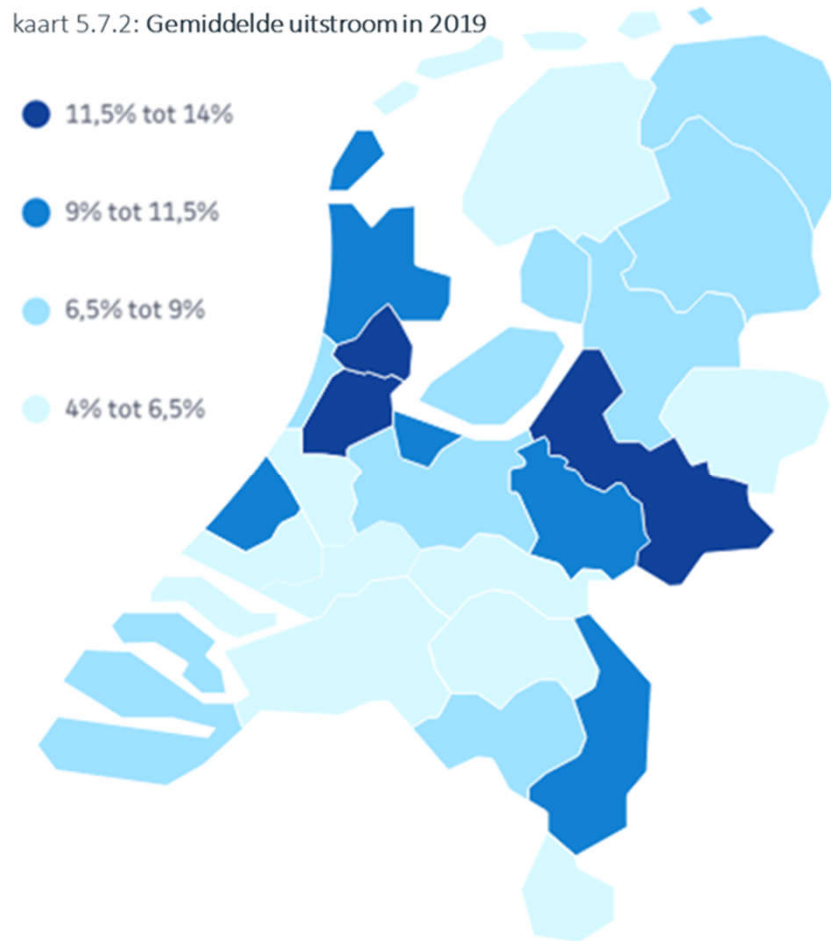 kaart 5.7.2: Gemiddelde uitstroom in 2019
11,5% tot 14%
9% tot 11,5%
6,5% tot 9%
4% tot 6,5%